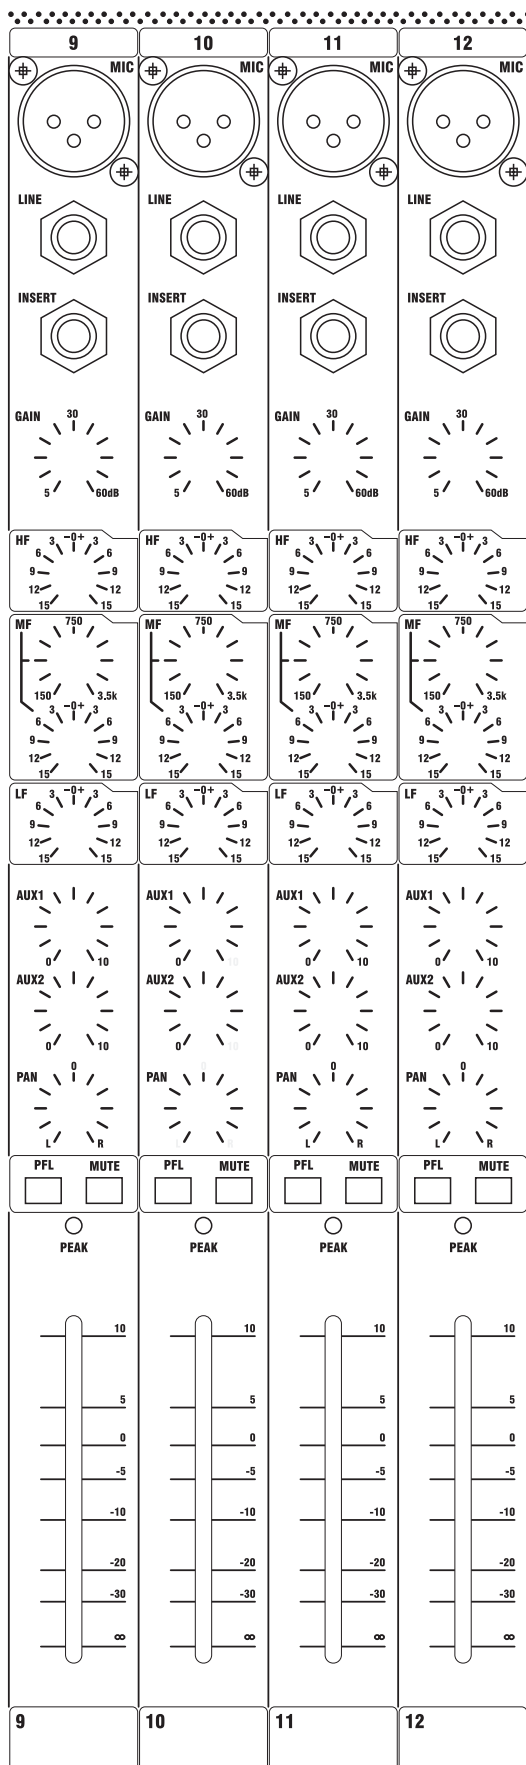 9 10 11 12
MIC MIC MIC MIC
LINE LINE LINE LINE
INSERT INSERT INSERT INSERT
GAIN 30 GAIN 30 GAIN 30 GAIN 30
5 60dB 5 60dB 5 60dB 5 60dB
HF 3 -0+ 3 HF 3 -0+ 3 HF 3 -0+ 3 HF 3 -0+ 3
6 6 6 6 6 6 6 6
9 9 9 9 9 9 9 9
12 12 12 12 12 12 12 12
15 15 15 15 15 15 15 15
MF 750 MF 750 MF 750 MF 750
150 3.5k 150 3.5k 150 3.5k 150 3.5k
3 -0+ 3 3 -0+ 3 3 -0+ 3 3 -0+ 3
6 6 6 6 6 6 6 6
9 9 9 9 9 9 9 9
12 12 12 12 12 12 12 12
15 15 15 15 15 15 15 15
LF 3 -0+ 3 LF 3 -0+ 3 LF 3 -0+ 3 LF 3 -0+ 3
6 6 6 6 6 6 6 6
9 9 9 9 9 9 9 9
12 12 12 12 12 12 12 12
15 15 15 15 15 15 15 15
AUX1 AUX1 AUX1 AUX1
0 10 0 10 0 10 0 10
AUX2 AUX2 AUX2 AUX2
0 10 0 10 0 10 0 10
PAN 0 PAN 0 PAN 0 PAN 0
L R L R L R L R
PFL MUTE PFL MUTE PFL MUTE PFL MUTE
PEAK PEAK PEAK PEAK
10 10 10 10
5 5 5 5
0 0 0 0
-5 -5 -5 -5
-10 -10 -10 -10
-20 -20 -20 -20
-30 -30 -30 -30
∞ ∞ ∞ ∞
9 10 11 12